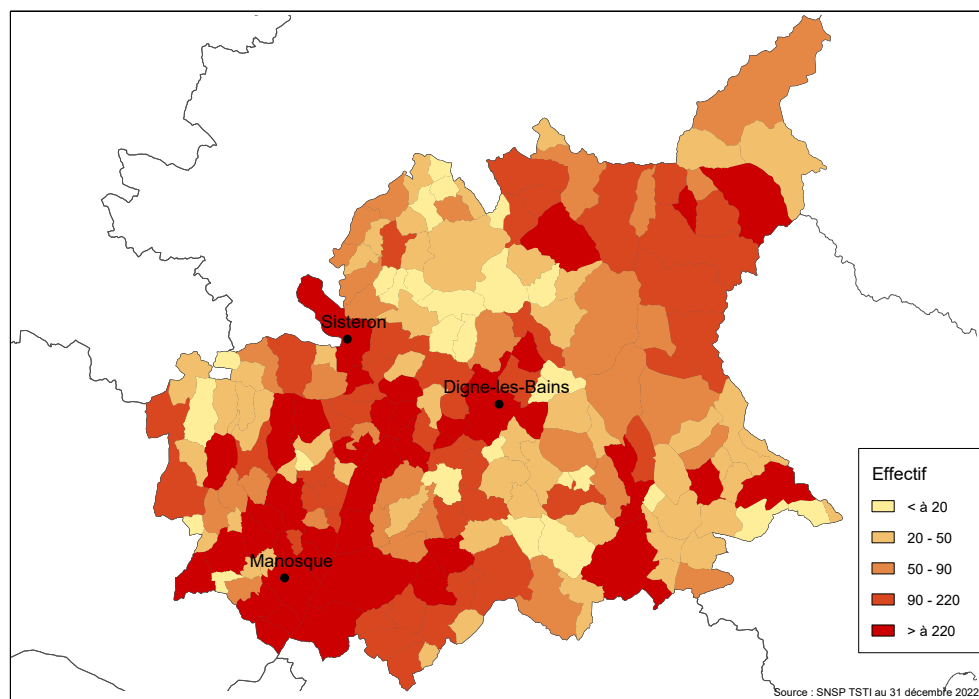 Sisteron
Digne-les-Bains
Manosque
Effectif
< à 20
20 - 50
50 - 90
90 - 220
> à 220
Source : SNSP TSTI au 31 décembre 2022